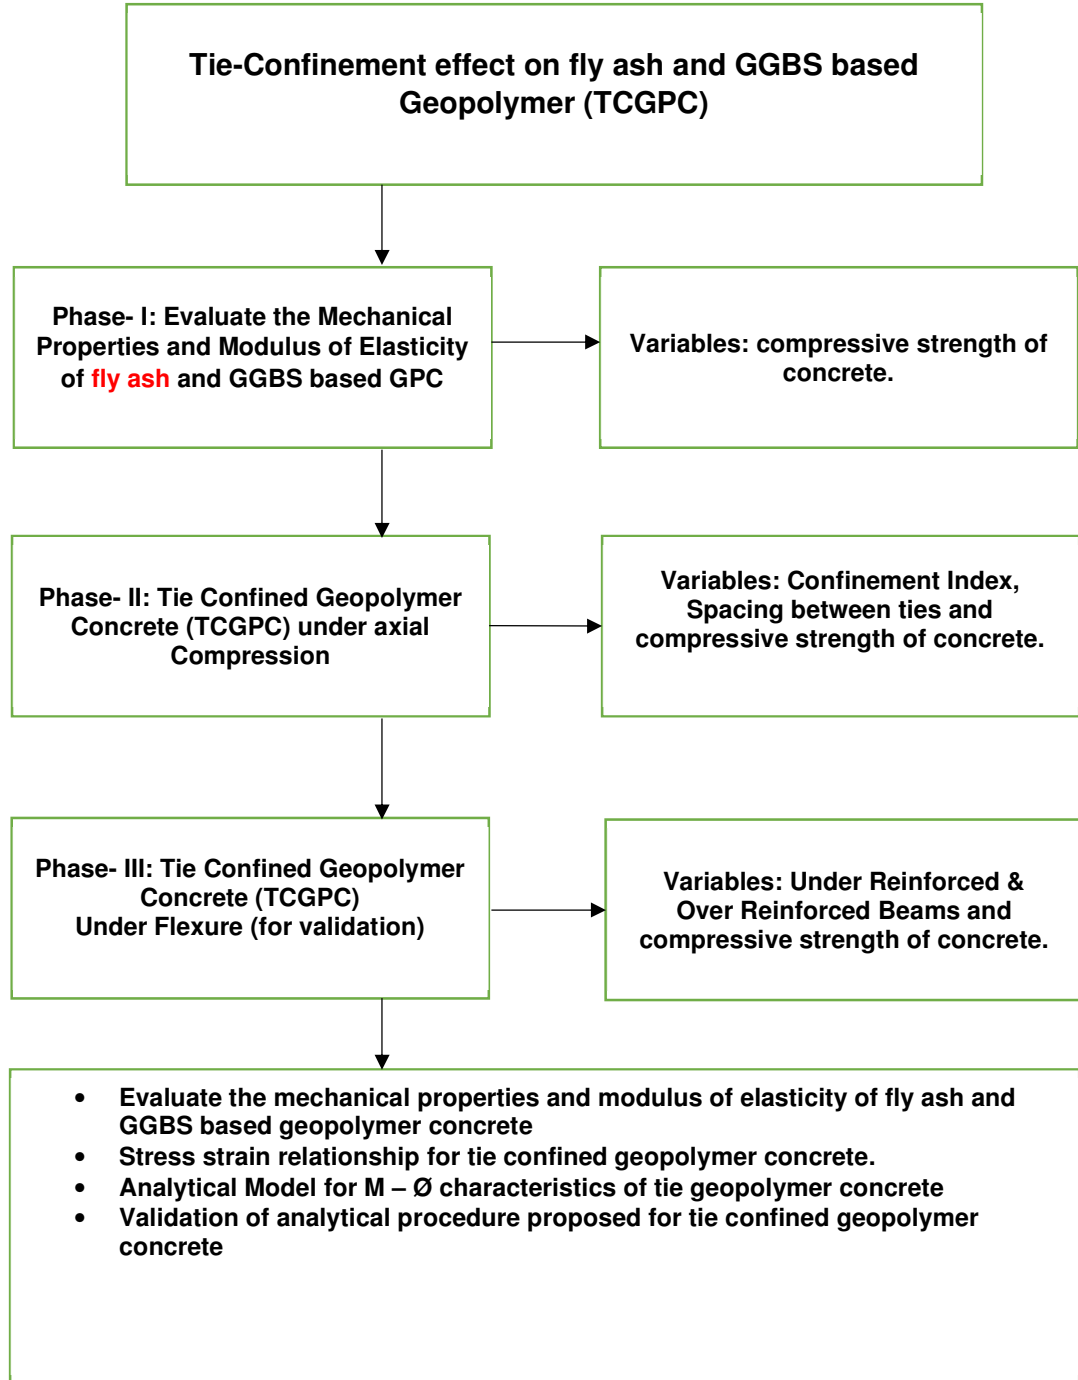 Tie-Confinement effect on fly ash and GGBS based
Geopolymer (TCGPC)
Phase- I: Evaluate the Mechanical
Properties and Modulus of Elasticity
of fly ash and GGBS based GPC
Variables: compressive strength of
concrete.
Phase- II: Tie Confined Geopolymer
Concrete (TCGPC) under axial
Compression
Variables: Confinement Index,
Spacing between ties and
compressive strength of concrete.
Phase- III: Tie Confined Geopolymer
Concrete (TCGPC)
Under Flexure (for validation)
Variables: Under Reinforced &
Over Reinforced Beams and
compressive strength of concrete.
• Evaluate the mechanical properties and modulus of elasticity of fly ash and
GGBS based geopolymer concrete
• Stress strain relationship for tie confined geopolymer concrete.
• Analytical Model for M – Ø characteristics of tie geopolymer concrete
• Validation of analytical procedure proposed for tie confined geopolymer
concrete